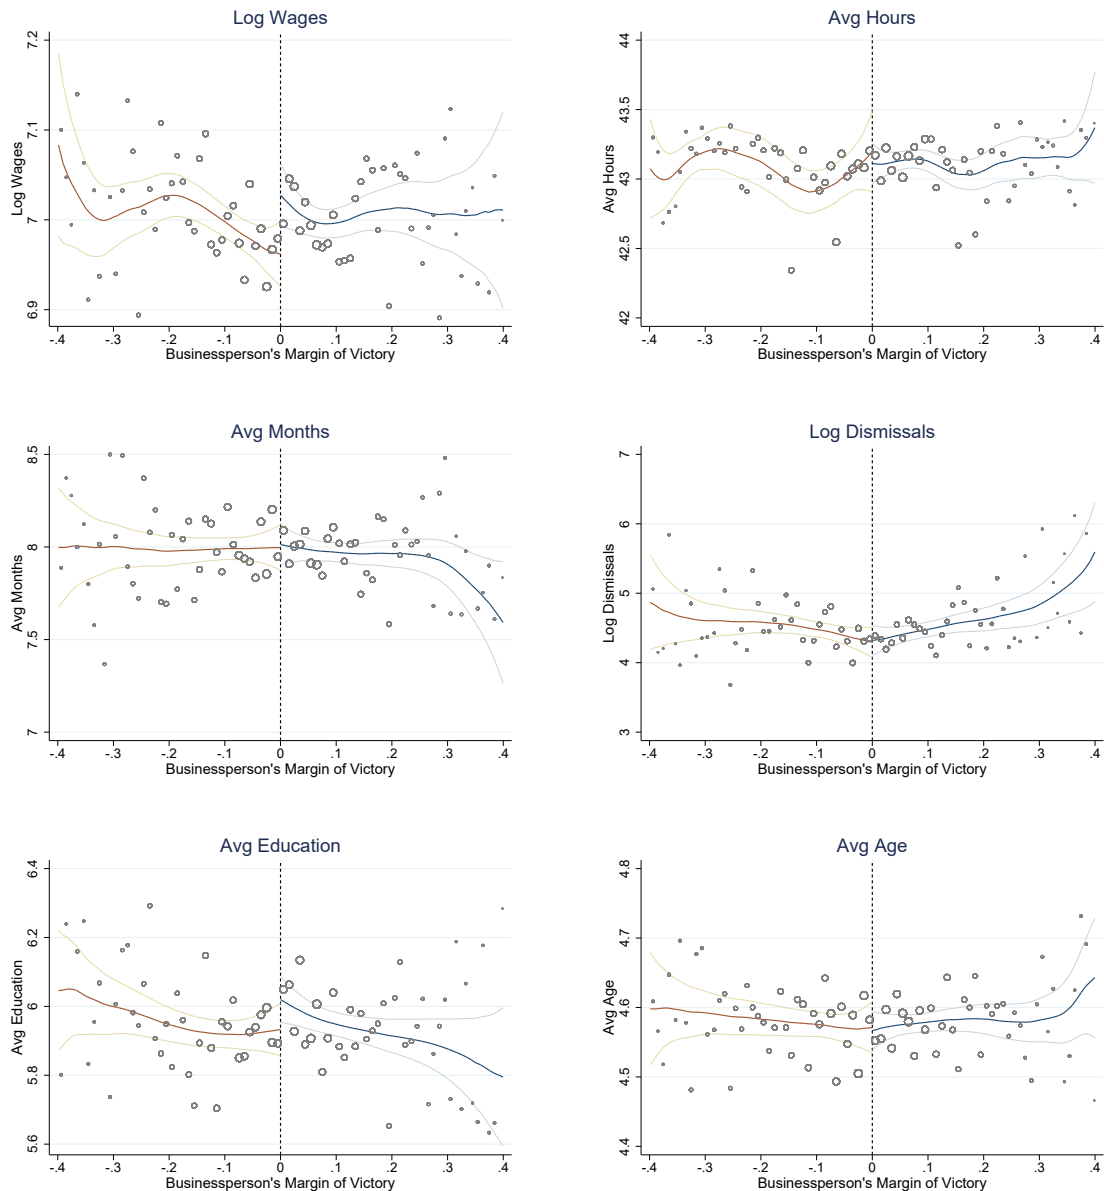 Log Wages
Log Wages
7.2
7.1
7
6.9
-.4 -.3 -.2 -.1 0 .1 .2 .3 .4
Businessperson's Margin of Victory
Avg Hours
Avg Hours
44
43.5
43
42.5
42
-.4 -.3 -.2 -.1 0 .1 .2 .3 .4
Businessperson's Margin of Victory
Avg Months
Avg Months
8.5
8
7.5
7
-.4 -.3 -.2 -.1 0 .1 .2 .3 .4
Businessperson's Margin of Victory
Log Dismissals
Log Dismissals
7
6
5
4
3
-.4 -.3 -.2 -.1 0 .1 .2 .3 .4
Businessperson's Margin of Victory
Avg Education
Avg Education
6.4
6.2
6
5.8
5.6
-.4 -.3 -.2 -.1 0 .1 .2 .3 .4
Businessperson's Margin of Victory
Avg Age
Avg Age
4.8
4.7
4.6
4.5
4.4
-.4 -.3 -.2 -.1 0 .1 .2 .3 .4
Businessperson's Margin of Victory